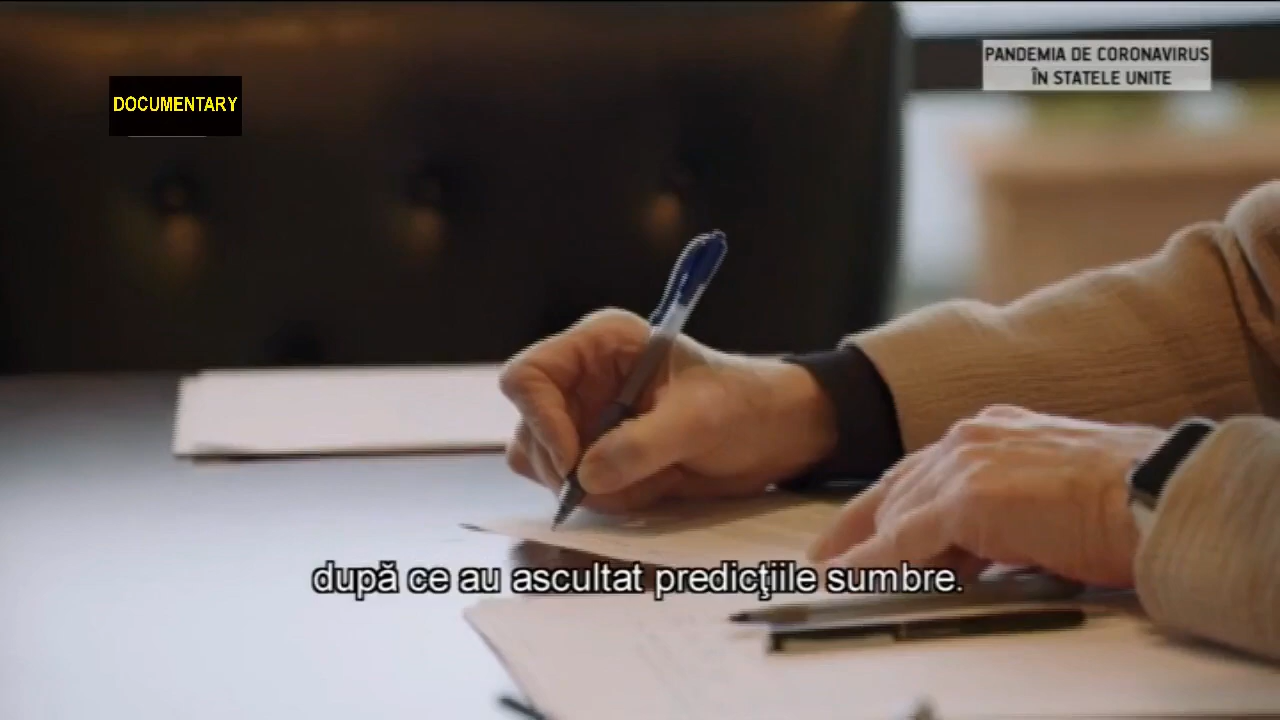 DOCUMENTARY
PANDEMIA DE CORONAVIRUS
ÎN STATELE UNITE
după ce au ascultat predicţiile sumbre.